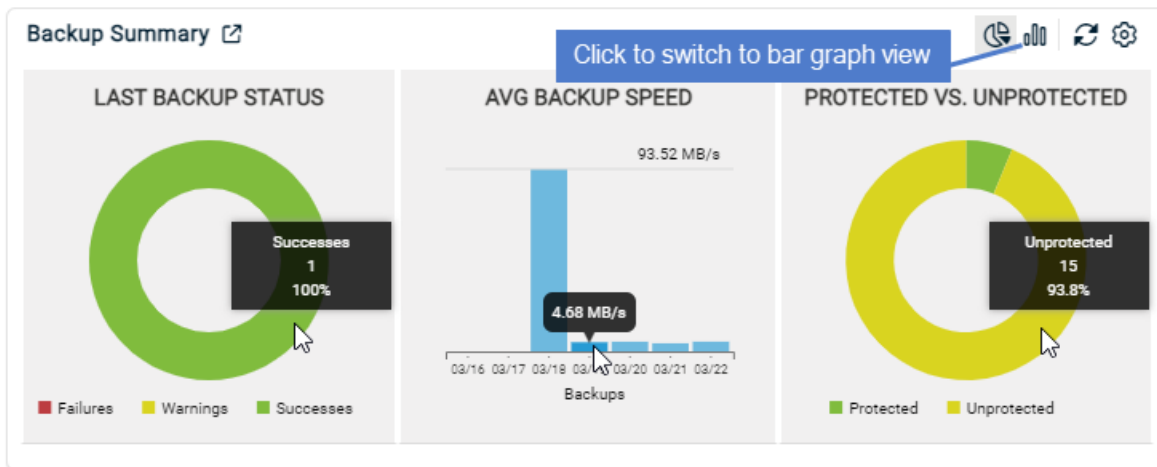 Backup Summary
Click to switch to bar graph view
LAST BACKUP STATUS
Successes
1
100%
Failures Warnings Successes
AVG BACKUP SPEED
93.52 MB/s
4.68 MB/s
03/16 03/17 03/18 03/ 03/20 03/21 03/22
Backups
PROTECTED VS. UNPROTECTED
Unprotected
15
93.8%
Protected Unprotected